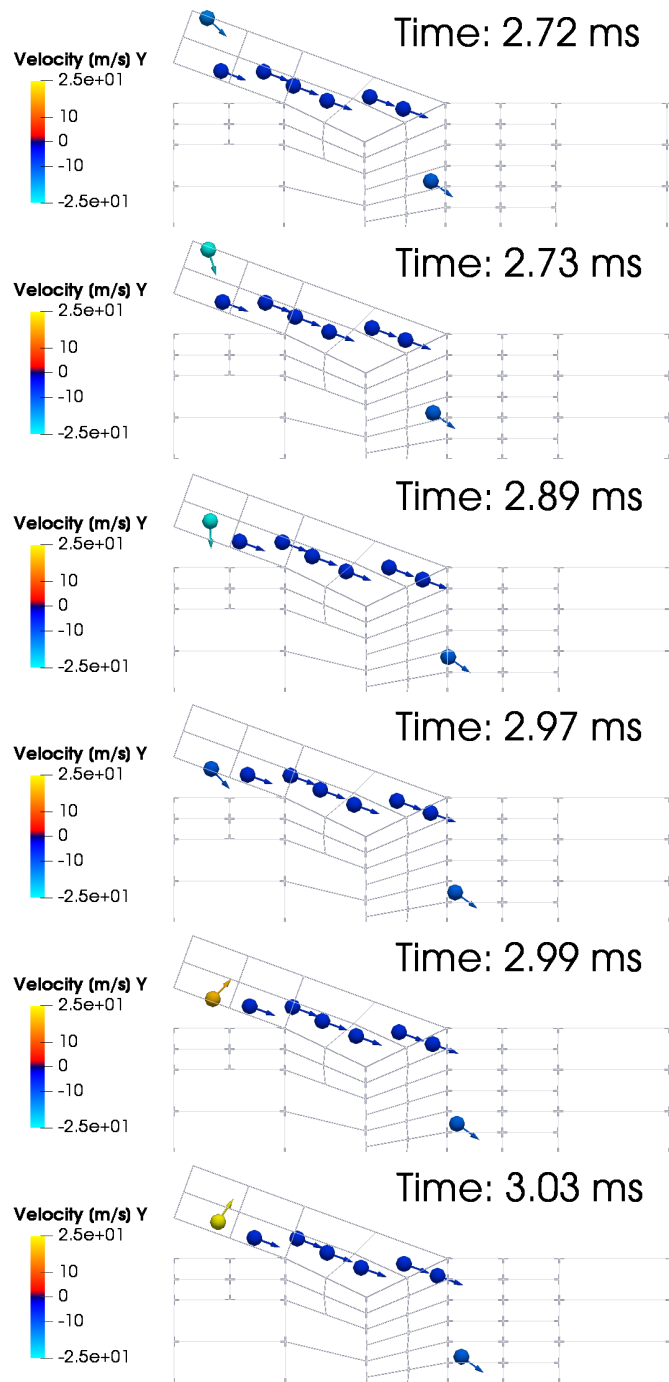 Time: 2.72 ms
Velocity (m/s) Y
2.5e+01
10
0
-10
-2.5e+01
Time: 2.73 ms
Velocity (m/s) Y
2.5e+01
10
0
-10
-2.5e+01
Time: 2.89 ms
Velocity (m/s) Y
2.5e+01
10
0
-10
-2.5e+01
Time: 2.97 ms
Velocity (m/s) Y
2.5e+01
10
0
-10
-2.5e+01
Time: 2.99 ms
Velocity (m/s) Y
2.5e+01
10
0
-10
-2.5e+01
Time: 3.03 ms
Velocity (m/s) Y
2.5e+01
10
0
-10
-2.5e+01